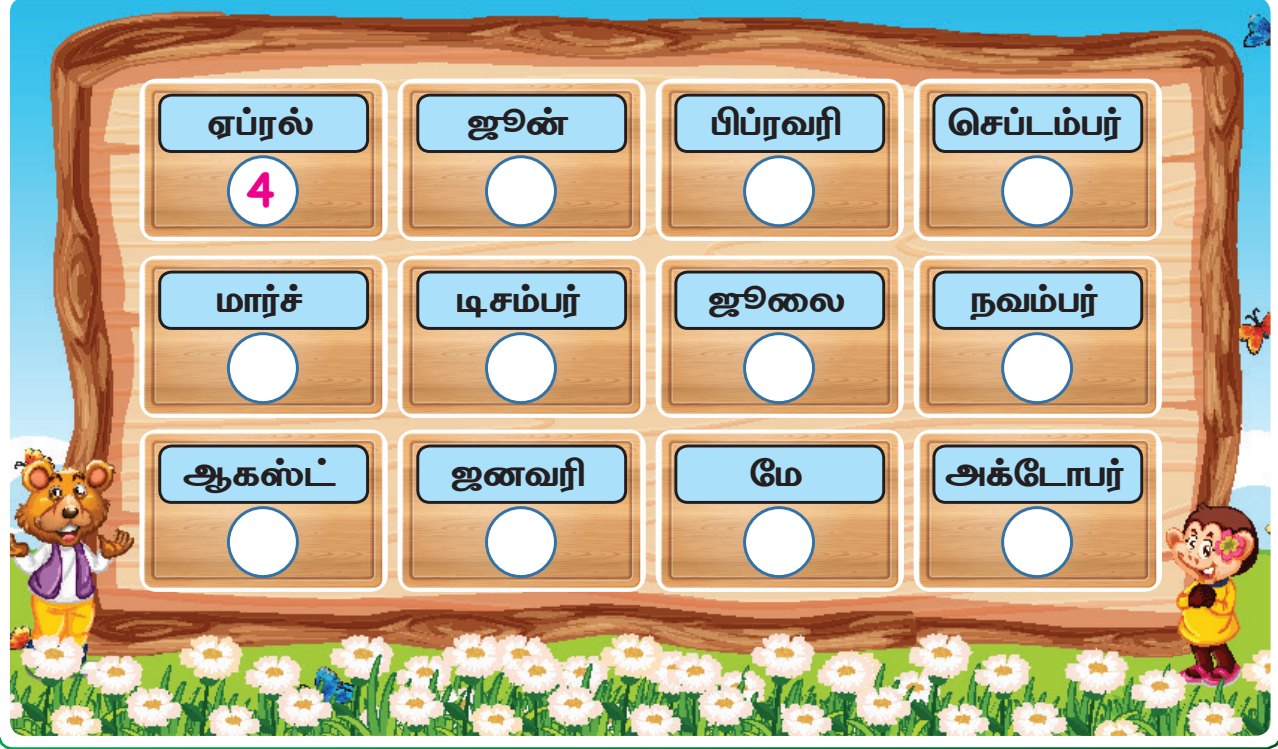 ஏப்ரல் ஜூன் பிப்ரவரி செப்டம்பர்
4
மார்ச் டிசம்பர் ஜூலை நவம்பர்
ஆகஸ்ட் ஜனவரி மே அக்டோபர்